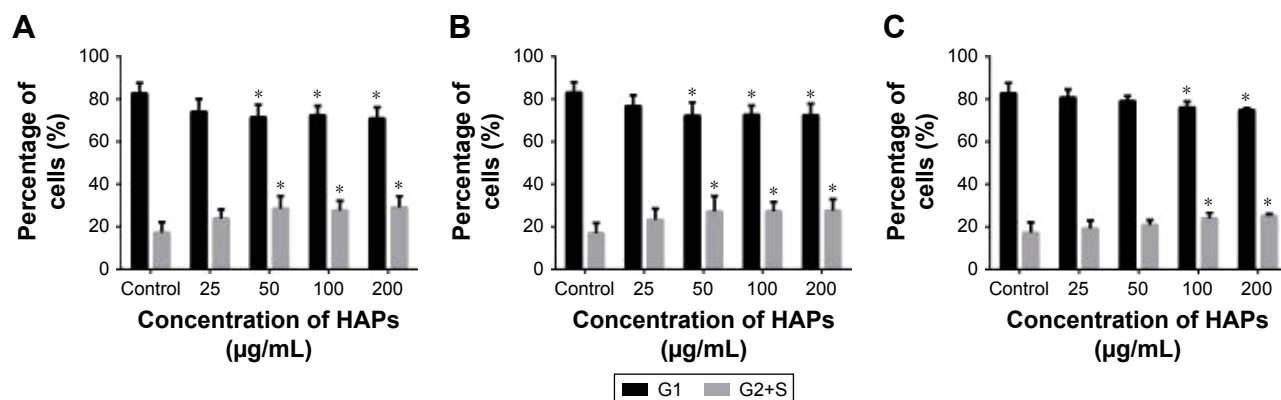 A
Percentage of
cells (%)
100
80
60
40
20
0
* * *
* * *
Control 25 50 100 200
Concentration of HAPs
(µg/mL)
B
Percentage of
cells (%)
100
80
60
40
20
0
* * *
* * *
Control 25 50 100 200
Concentration of HAPs
(µg/mL)
C
Percentage of
cells (%)
100
80
60
40
20
0
* *
* *
Control 25 50 100 200
Concentration of HAPs
(µg/mL)
G1 G2+S